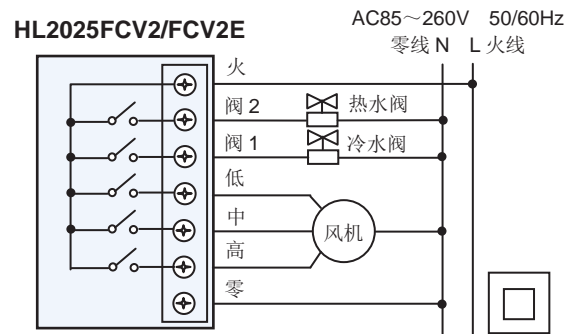 HL2025FCV2/FCV2E
AC85～260V 50/60Hz
零线 N L 火线
火
阀 2 热水阀
阀 1 冷水阀
低
中
风机
高
零